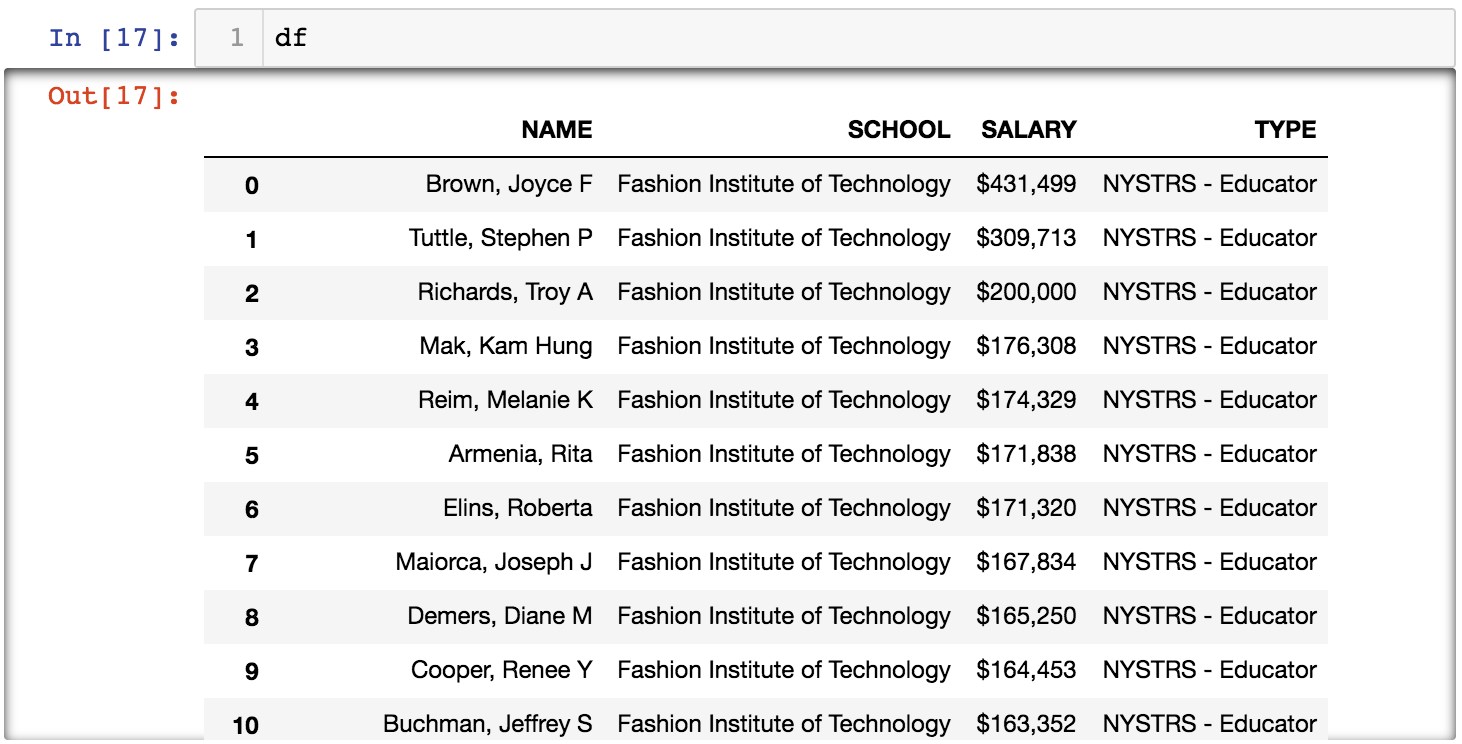 In [17]: 1 df
Out[17]:
NAME SCHOOL SALARY TYPE
0 Brown, Joyce F Fashion Institute of Technology $431,499 NYSTRS - Educator
1 Tuttle, Stephen P Fashion Institute of Technology $309,713 NYSTRS - Educator
2 Richards, Troy A Fashion Institute of Technology $200,000 NYSTRS - Educator
3 Mak, Kam Hung Fashion Institute of Technology $176,308 NYSTRS - Educator
4 Reim, Melanie K Fashion Institute of Technology $174,329 NYSTRS - Educator
5 Armenia, Rita Fashion Institute of Technology $171,838 NYSTRS - Educator
6 Elins, Roberta Fashion Institute of Technology $171,320 NYSTRS - Educator
7 Maiorca, Joseph J Fashion Institute of Technology $167,834 NYSTRS - Educator
8 Demers, Diane M Fashion Institute of Technology $165,250 NYSTRS - Educator
9 Cooper, Renee Y Fashion Institute of Technology $164,453 NYSTRS - Educator
10 Buchman, Jeffrey S Fashion Institute of Technology $163,352 NYSTRS - Educator